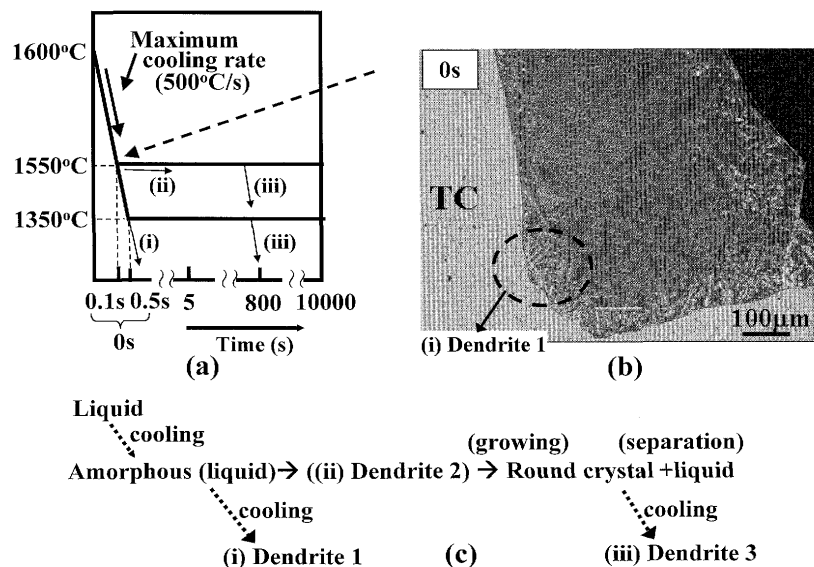 1600°C
Maximum
cooling rate
(500°C/s)
1550°C
(ii)
(iii)
1350°C
(i)
(iii)
0.1s 0.5s 5 800 10000
0s
Time (s)
(a)
0s
TC
100μm
(i) Dendrite 1
(b)
Liquid
cooling
(growing) (separation)
Amorphous (liquid)→ ((ii) Dendrite 2) → Round crystal +liquid
cooling
cooling
(i) Dendrite 1
(c)
(iii) Dendrite 3